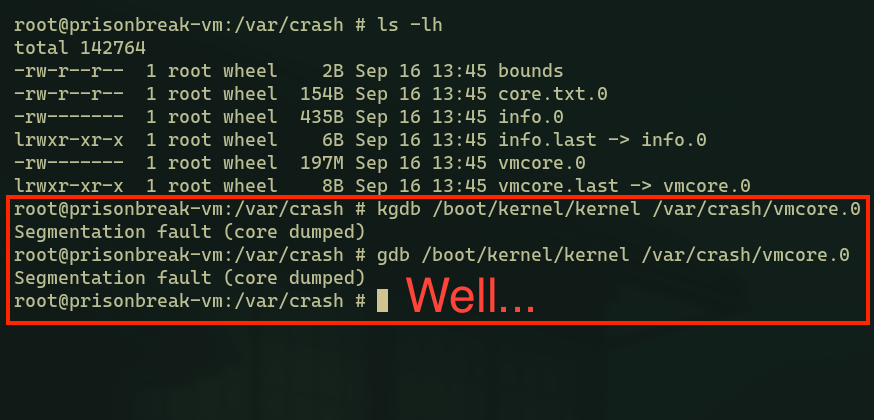 root@prisonbreak-vm:/var/crash # ls -lh
total 142764
-rw-r--r--  1 root wheel    2B Sep 16 13:45 bounds
-rw-r--r--  1 root wheel  154B Sep 16 13:45 core.txt.0
-rw-------  1 root wheel  435B Sep 16 13:45 info.0
lrwxr-xr-x  1 root wheel    6B Sep 16 13:45 info.last -> info.0
-rw-------  1 root wheel  197M Sep 16 13:45 vmcore.0
lrwxr-xr-x  1 root wheel    8B Sep 16 13:45 vmcore.last -> vmcore.0
root@prisonbreak-vm:/var/crash # kgdb /boot/kernel/kernel /var/crash/vmcore.0
Segmentation fault (core dumped)
root@prisonbreak-vm:/var/crash # gdb /boot/kernel/kernel /var/crash/vmcore.0
Segmentation fault (core dumped)
root@prisonbreak-vm:/var/crash # Well...